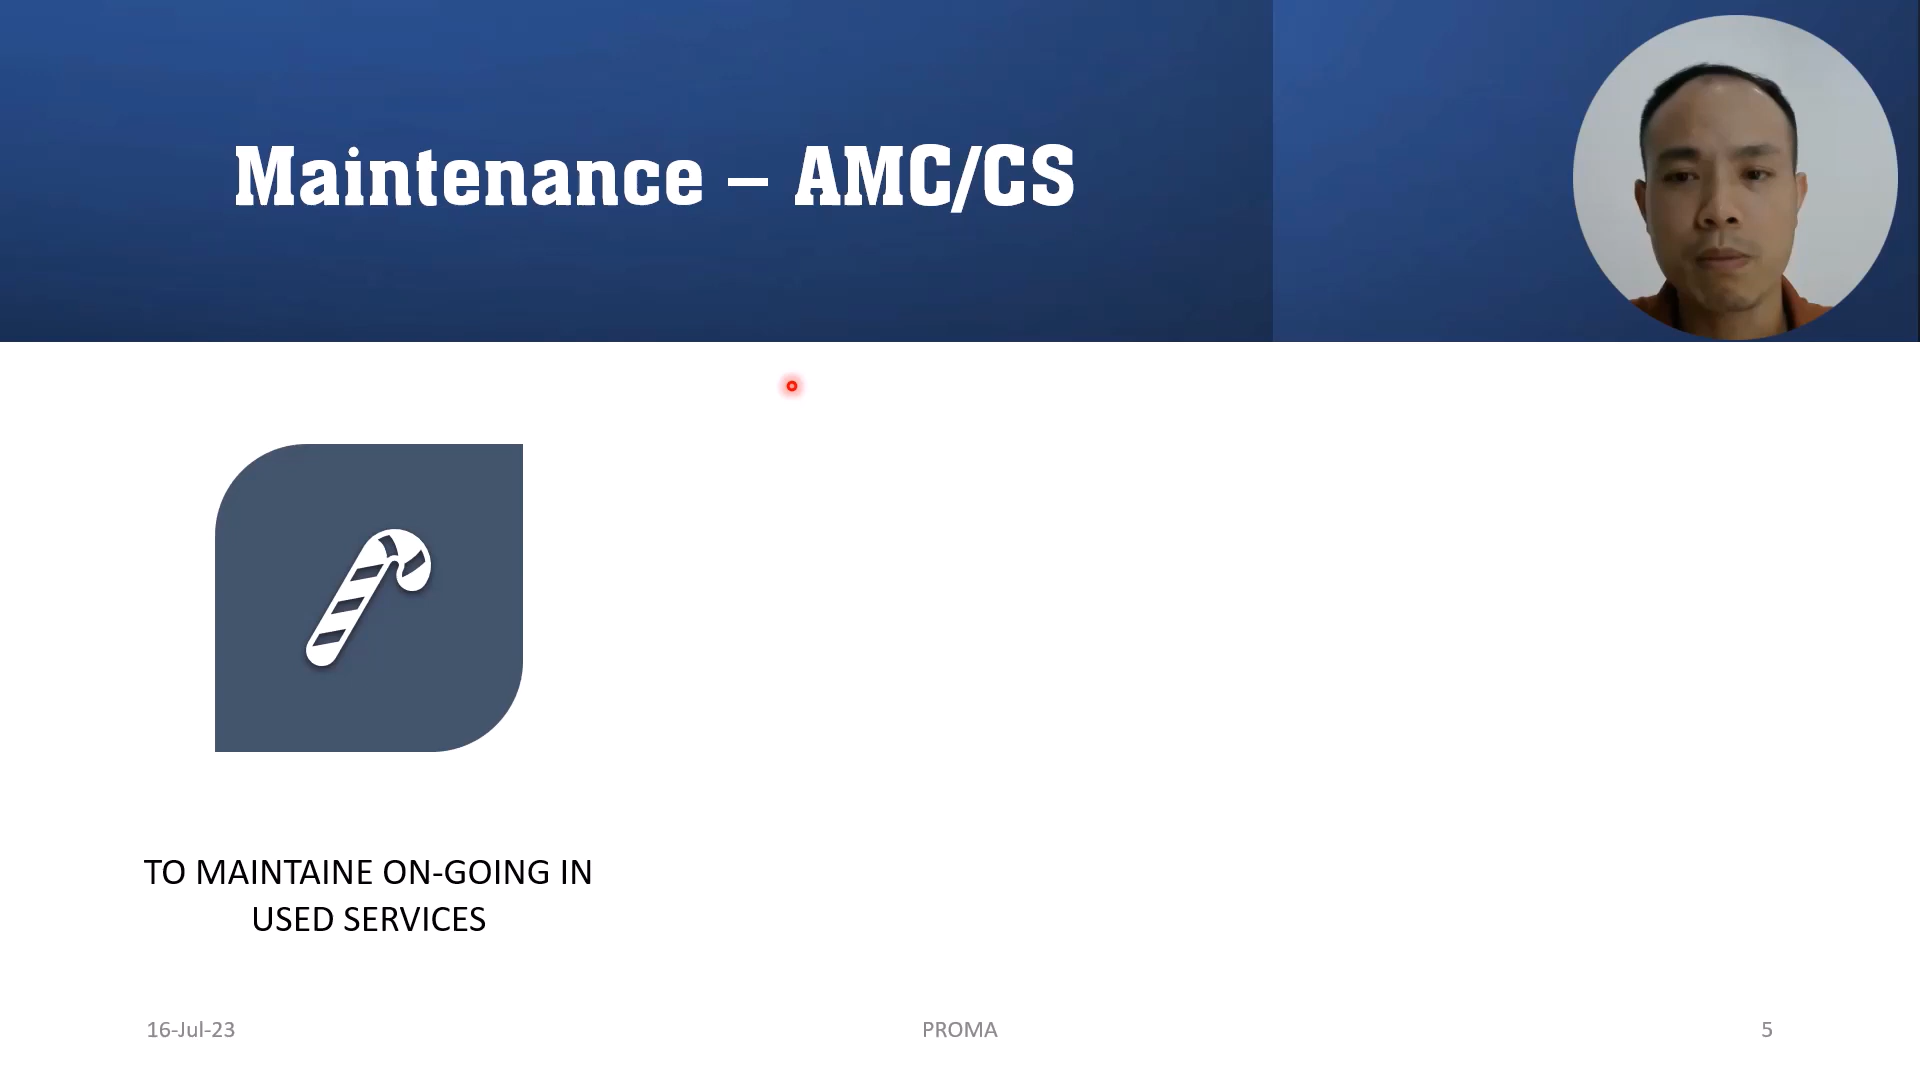 Maintenance – AMC/CS
TO MAINTAINE ON-GOING IN
USED SERVICES
16-Jul-23
PROMA
5